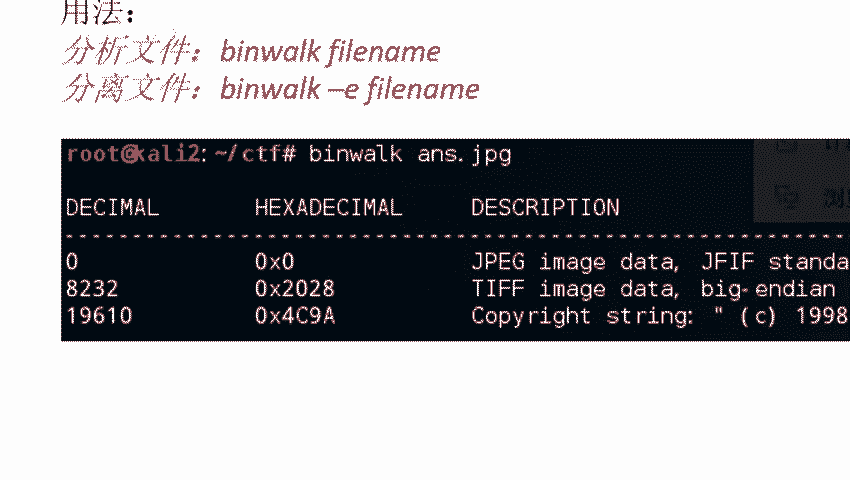 用法：
分析文件：binwalk filename
分离文件：binwalk –e filename
root@kali2:~/ctf# binwalk ans.jpg
DECIMAL HEXADECIMAL DESCRIPTION
--------------------------------------------------------------------------------
0 0x0 JPEG image data, JFIF standa
8232 0x2028 TIFF image data, big-endian
19610 0x4C9A Copyright string: " (c) 1998